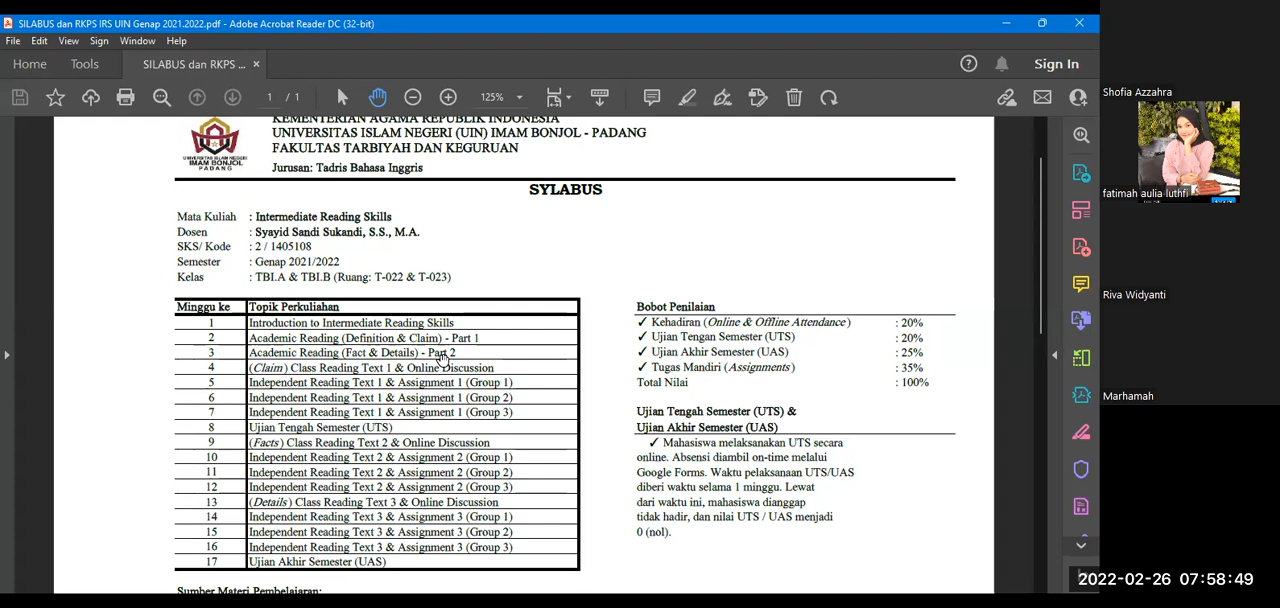 SILABUS dan RKPS IRS UIN Genap 2021.2022.pdf - Adobe Acrobat Reader DC (32-bit)
File Edit View Sign Window Help
Home Tools SILABUS dan RKPS ... × Sign In
1 / 1 125%
KEMENTERIAN AGAMA REPUBLIK INDONESIA
UNIVERSITAS ISLAM NEGERI (UIN) IMAM BONJOL - PADANG
FAKULTAS TARBIYAH DAN KEGURUAN
Jurusan: Tadris Bahasa Inggris
UNIVERSITAS ISLAM NEGERI
IMAM BONJOL
PADANG
SYLABUS
Mata Kuliah : Intermediate Reading Skills
Dosen : Syayid Sandi Sukandi, S.S., M.A.
SKS/ Kode : 2 / 1405108
Semester : Genap 2021/2022
Kelas : TBI.A & TBI.B (Ruang: T-022 & T-023)
Minggu ke Topik Perkuliahan
1 Introduction to Intermediate Reading Skills
2 Academic Reading (Definition & Claim) - Part 1
3 Academic Reading (Fact & Details) - Part 2
4 (Claim) Class Reading Text 1 & Online Discussion
5 Independent Reading Text 1 & Assignment 1 (Group 1)
6 Independent Reading Text 1 & Assignment 1 (Group 2)
7 Independent Reading Text 1 & Assignment 1 (Group 3)
8 Ujian Tengah Semester (UTS)
9 (Facts) Class Reading Text 2 & Online Discussion
10 Independent Reading Text 2 & Assignment 2 (Group 1)
11 Independent Reading Text 2 & Assignment 2 (Group 2)
12 Independent Reading Text 2 & Assignment 2 (Group 3)
13 (Details) Class Reading Text 3 & Online Discussion
14 Independent Reading Text 3 & Assignment 3 (Group 1)
15 Independent Reading Text 3 & Assignment 3 (Group 2)
16 Independent Reading Text 3 & Assignment 3 (Group 3)
17 Ujian Akhir Semester (UAS)
Sumber Materi Pembelajaran:
Bobot Penilaian
✓ Kehadiran (Online & Offline Attendance) : 20%
✓ Ujian Tengan Semester (UTS) : 20%
✓ Ujian Akhir Semester (UAS) : 25%
✓ Tugas Mandiri (Assignments) : 35%
Total Nilai : 100%
Ujian Tengah Semester (UTS) &
Ujian Akhir Semester (UAS)
✓ Mahasiswa melaksanakan UTS secara
online. Absensi diambil on-time melalui
Google Forms. Waktu pelaksanaan UTS/UAS
diberi waktu selama 1 minggu. Lewat
dari waktu ini, mahasiswa dianggap
tidak hadir, dan nilai UTS / UAS menjadi
0 (nol).
Shofia Azzahra
fatimah aulia luthfi
Riva Widyanti
Marhamah
2022-02-26 07:58:49